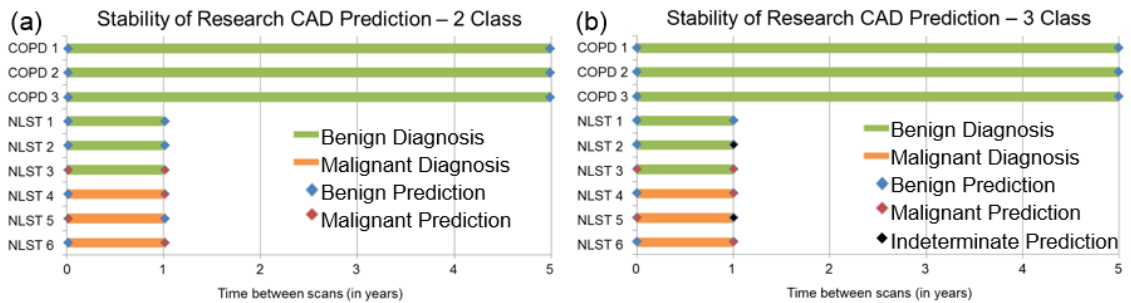 (a) Stability of Research CAD Prediction – 2 Class
COPD 1
COPD 2
COPD 3
NLST 1
NLST 2
NLST 3
NLST 4
NLST 5
NLST 6
Benign Diagnosis
Malignant Diagnosis
Benign Prediction
Malignant Prediction
0 1 2 3 4 5
Time between scans (in years)
(b) Stability of Research CAD Prediction – 3 Class
COPD 1
COPD 2
COPD 3
NLST 1
NLST 2
NLST 3
NLST 4
NLST 5
NLST 6
Benign Diagnosis
Malignant Diagnosis
Benign Prediction
Malignant Prediction
Indeterminate Prediction
0 1 2 3 4 5
Time between scans (in years)